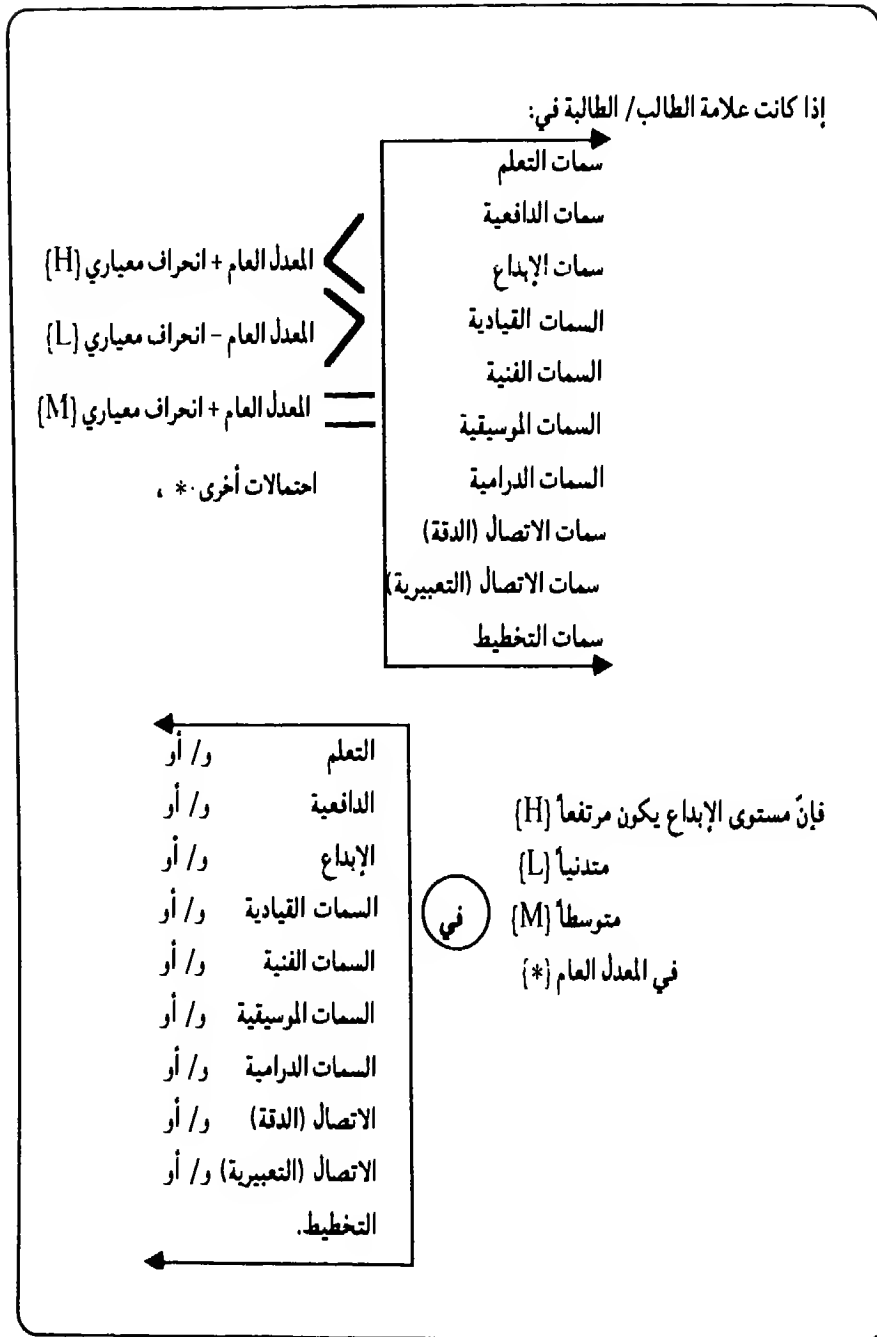 إذا كانت علامة الطالب/ الطالبة في:
سمات التعلم
سمات الدافعية
سمات الإبداع
السمات القيادية
السمات الفنية
السمات الموسيقية
السمات الدرامية
سمات الاتصال (الدقة)
سمات الاتصال (التعبيرية)
سمات التخطيط
< المعدل العام + انحراف معياري {H}
> المعدل العام – انحراف معياري {L}
= المعدل العام + انحراف معياري {M}
احتمالات أخرى * ،
فإنّ مستوى الإبداع يكون مرتفعاً {H}
متدنياً {L}
متوسطاً {M}
في المعدل العام {*}
في
التعلم و/ أو
الدافعية و/ أو
الإبداع و/ أو
السمات القيادية و/ أو
السمات الفنية و/ أو
السمات الموسيقية و/ أو
السمات الدرامية و/ أو
الاتصال (الدقة) و/ أو
الاتصال (التعبيرية) و/ أو
التخطيط.